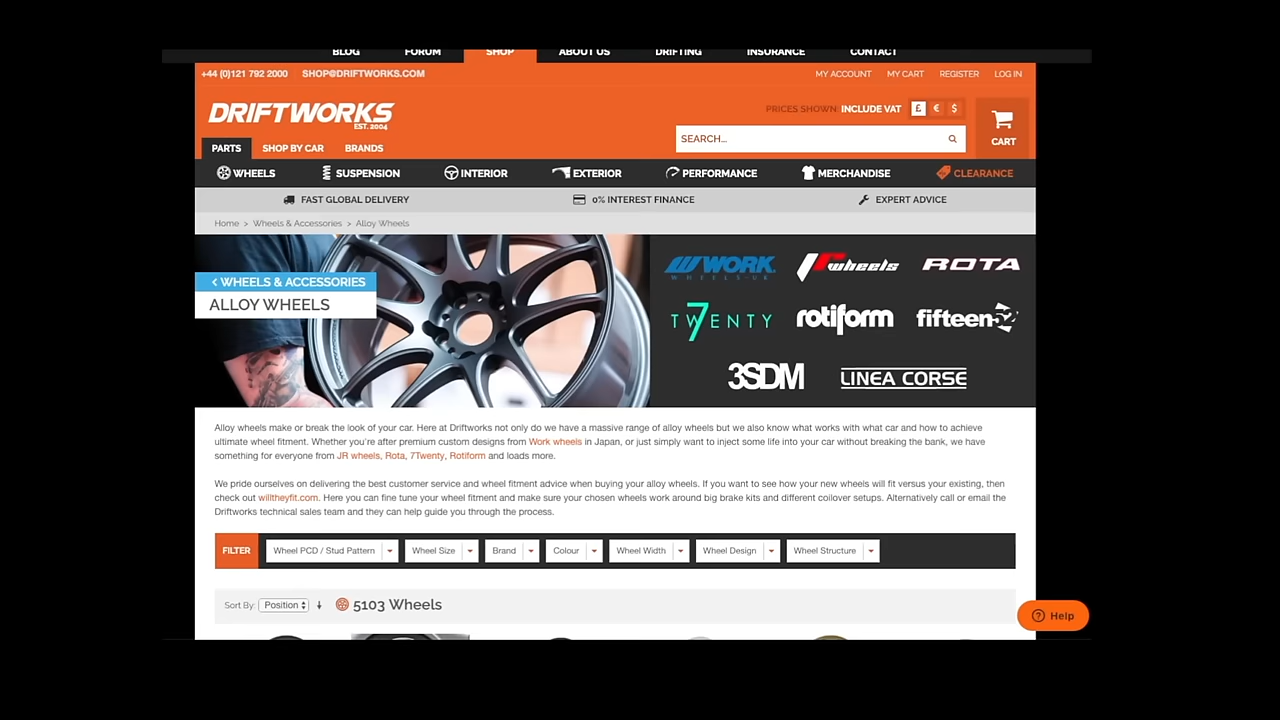 BLOG FORUM SHOP ABOUT US DRIFTING INSURANCE CONTACT
+44 (0)121 792 2000 SHOP@DRIFTWORKS.COM MY ACCOUNT MY CART REGISTER LOG IN
DRIFTWORKS
EST. 2004
PRICES SHOWN: INCLUDE VAT £ € $
SEARCH...
CART
PARTS SHOP BY CAR BRANDS
WHEELS SUSPENSION INTERIOR EXTERIOR PERFORMANCE MERCHANDISE CLEARANCE
FAST GLOBAL DELIVERY 0% INTEREST FINANCE EXPERT ADVICE
Home > Wheels & Accessories > Alloy Wheels
< WHEELS & ACCESSORIES
ALLOY WHEELS
WORK
WHEELS UK
JR wheels
ROTA
7TWENTY
rotiform
fifteen52
3SDM
LINEA CORSE
Alloy wheels make or break the look of your car. Here at Driftworks not only do we have a massive range of alloy wheels but we also know what works with what car and how to achieve
ultimate wheel fitment. Whether you're after premium custom designs from Work wheels in Japan, or just simply want to inject some life into your car without breaking the bank, we have
something for everyone from JR wheels, Rota, 7Twenty, Rotiform and loads more.
We pride ourselves on delivering the best customer service and wheel fitment advice when buying your alloy wheels. If you want to see how your new wheels will fit versus your existing, then
check out willtheyfit.com. Here you can fine tune your wheel fitment and make sure your chosen wheels work around big brake kits and different coilover setups. Alternatively call or email the
Driftworks technical sales team and they can help guide you through the process.
FILTER Wheel PCD / Stud Pattern Wheel Size Brand Colour Wheel Width Wheel Design Wheel Structure
Sort By: Position 5103 Wheels
Help